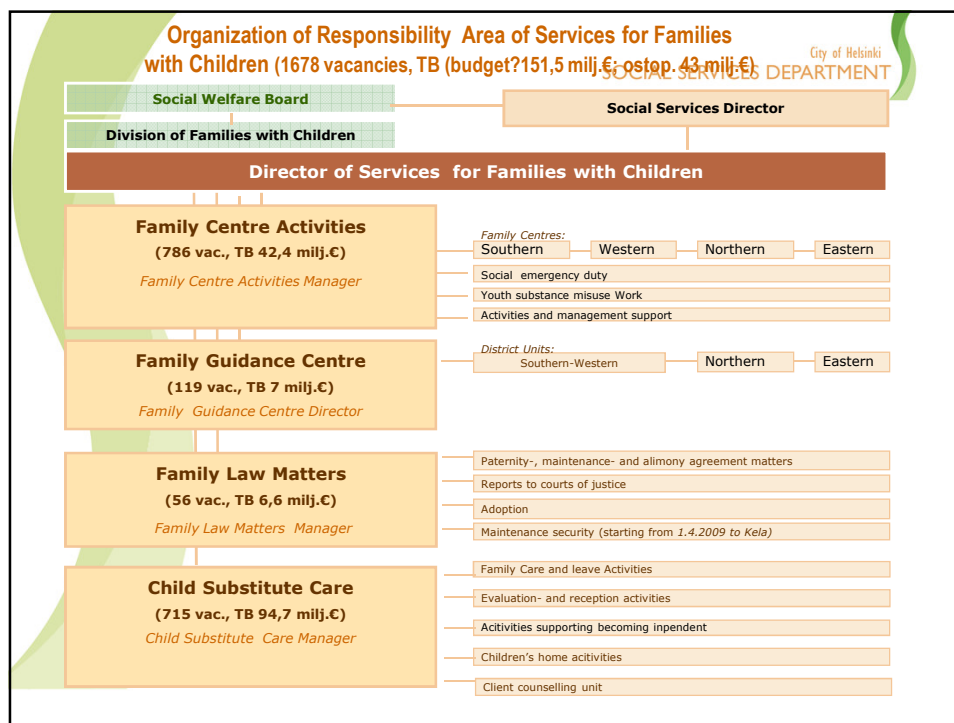 Organization of Responsibility Area of Services for Families
with Children (1678 vacancies, TB (budget?151,5 milj.€; ostop. 43 milj.€)
City of Helsinki
SOCIAL SERVICES DEPARTMENT
Social Welfare Board
Social Services Director
Division of Families with Children
Director of Services for Families with Children
Family Centre Activities
(786 vac., TB 42,4 milj.€)
Family Centre Activities Manager
Family Centres:
Southern Western Northern Eastern
Social emergency duty
Youth substance misuse Work
Activities and management support
Family Guidance Centre
(119 vac., TB 7 milj.€)
Family Guidance Centre Director
District Units:
Southern-Western Northern Eastern
Family Law Matters
(56 vac., TB 6,6 milj.€)
Family Law Matters Manager
Paternity-, maintenance- and alimony agreement matters
Reports to courts of justice
Adoption
Maintenance security (starting from 1.4.2009 to Kela)
Child Substitute Care
(715 vac., TB 94,7 milj.€)
Child Substitute Care Manager
Family Care and leave Activities
Evaluation- and reception activities
Acitivities supporting becoming inpendent
Children's home acitivities
Client counselling unit